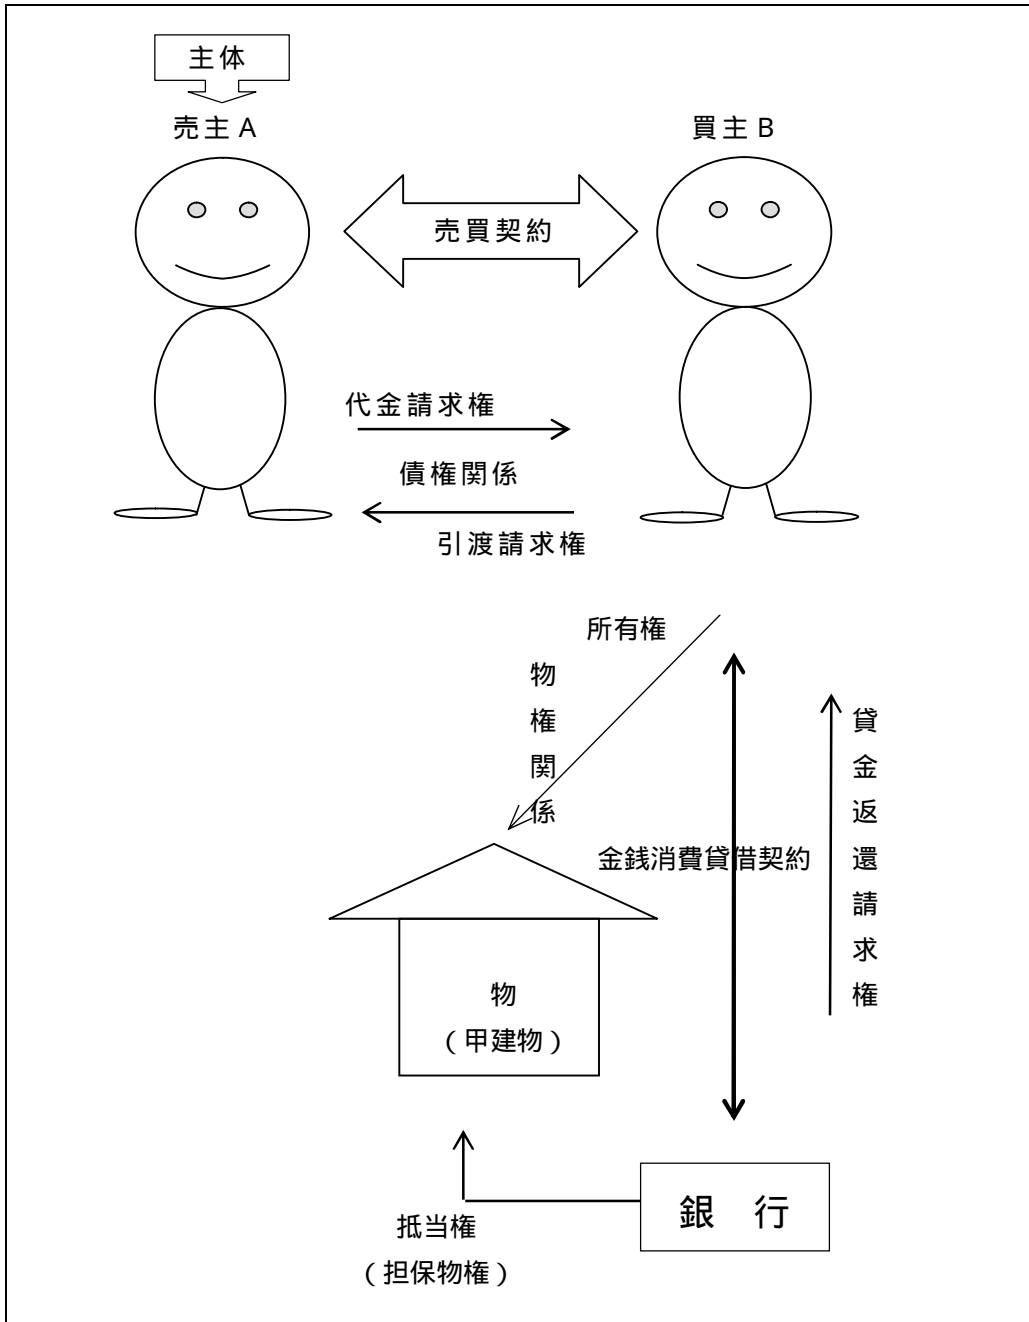 主体
売主A
買主B
売買契約
代金請求権
債権関係
引渡請求権
所有権
物権関係
貸金返還請求権
金銭消費貸借契約
物
(甲建物)
銀 行
抵当権
(担保物権)